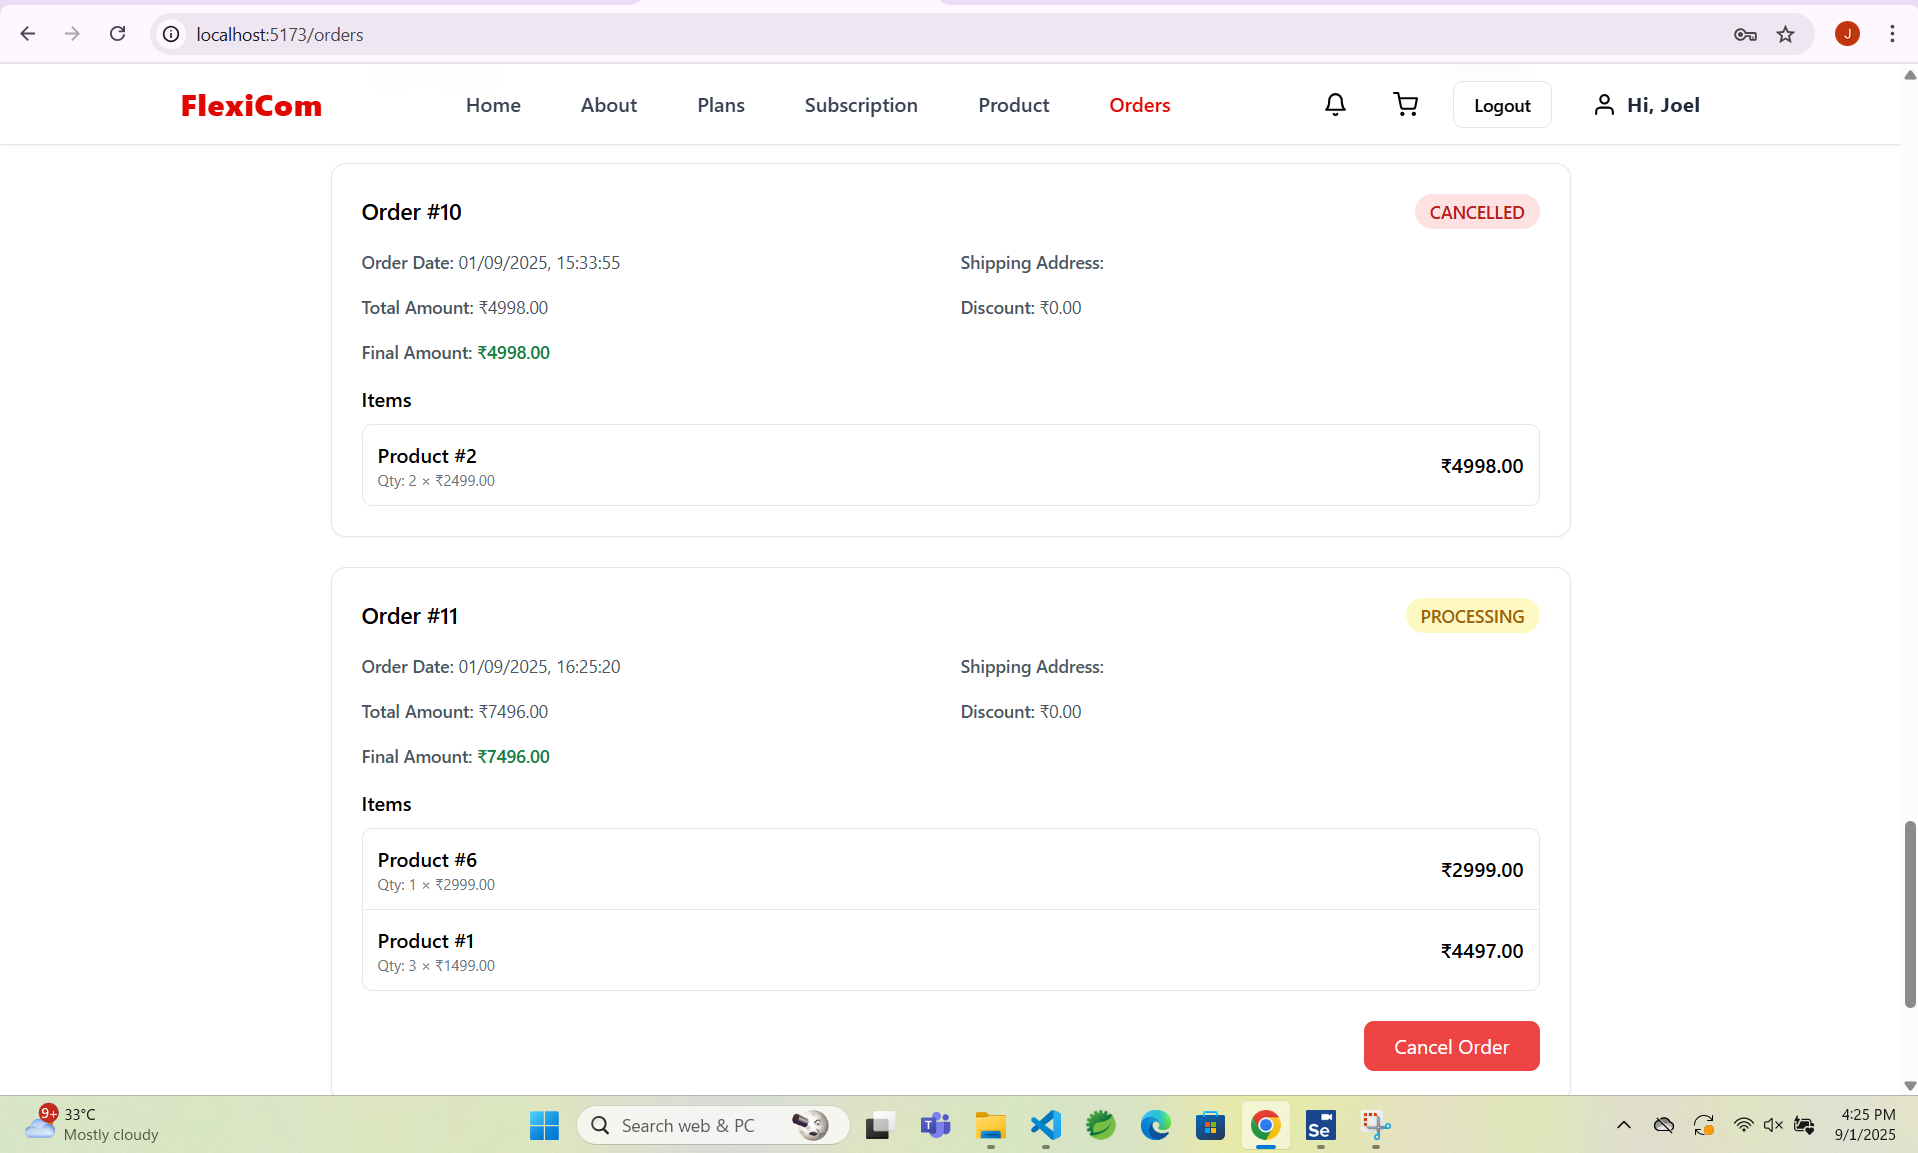 localhost:5173/orders
J
FlexiCom
Home
About
Plans
Subscription
Product
Orders
Logout
Hi, Joel
Order #10
CANCELLED
Order Date: 01/09/2025, 15:33:55
Shipping Address:
Total Amount: ₹4998.00
Discount: ₹0.00
Final Amount: ₹4998.00
Items
Product #2
Qty: 2 × ₹2499.00
₹4998.00
Order #11
PROCESSING
Order Date: 01/09/2025, 16:25:20
Shipping Address:
Total Amount: ₹7496.00
Discount: ₹0.00
Final Amount: ₹7496.00
Items
Product #6
Qty: 1 × ₹2999.00
₹2999.00
Product #1
Qty: 3 × ₹1499.00
₹4497.00
Cancel Order
9+
33°C
Mostly cloudy
Search web & PC
T
Se
4:25 PM
9/1/2025